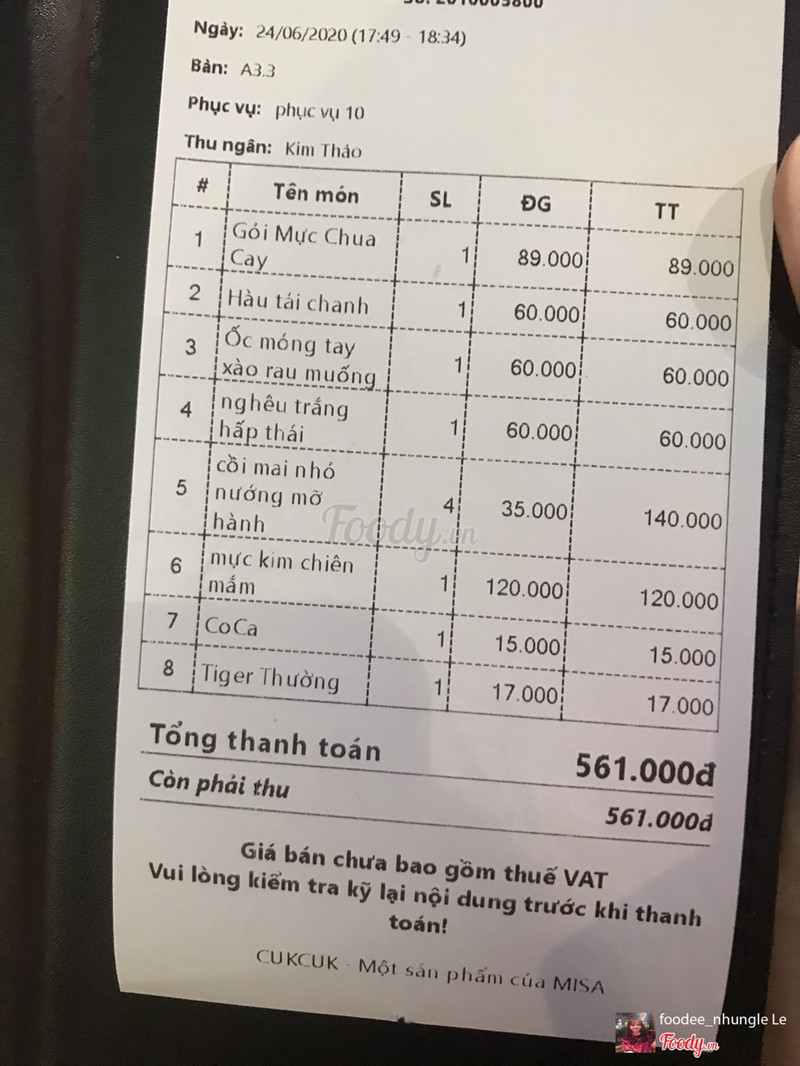 Ngày: 24/06/2020 (17:49 - 18:34)
Bàn: A3.3
Phục vụ: phục vụ 10
Thu ngân: Kim Thảo
# Tên món SL ĐG TT
1 Gỏi Mực Chua
Cay 1 89.000 89.000
2 Hàu tái chanh 1 60.000 60.000
3 Ốc móng tay
xào rau muống 1 60.000 60.000
4 nghêu trắng
hấp thái 1 60.000 60.000
5 cồi mai nhỏ
nướng mỡ
hành 4 35.000 140.000
6 mực kim chiên
mắm 1 120.000 120.000
7 CoCa 1 15.000 15.000
8 Tiger Thường 1 17.000 17.000
Tổng thanh toán 561.000đ
Còn phải thu 561.000đ
Giá bán chưa bao gồm thuế VAT
Vui lòng kiểm tra kỹ lại nội dung trước khi thanh
toán!
CUKCUK - Một sản phẩm của MISA
Foody.vn
foodee_nhungle Le
Foody.vn